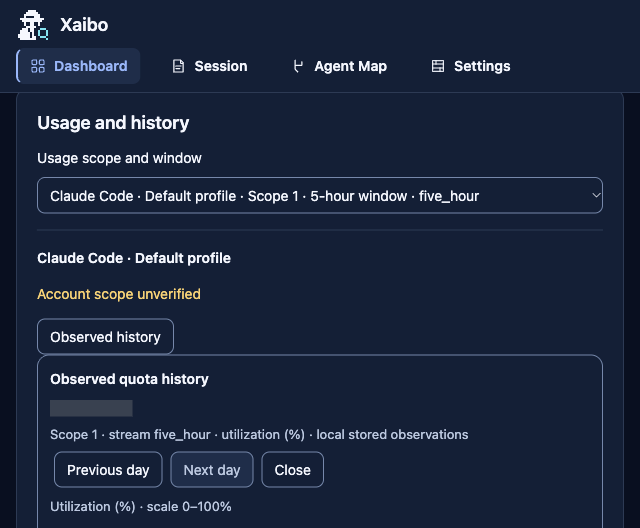 Xaibo
Dashboard Session Agent Map Settings
Usage and history
Usage scope and window
Claude Code · Default profile · Scope 1 · 5-hour window · five_hour
Claude Code · Default profile
Account scope unverified
Observed history
Observed quota history
Scope 1 · stream five_hour · utilization (%) · local stored observations
Previous day Next day Close
Utilization (%) · scale 0–100%